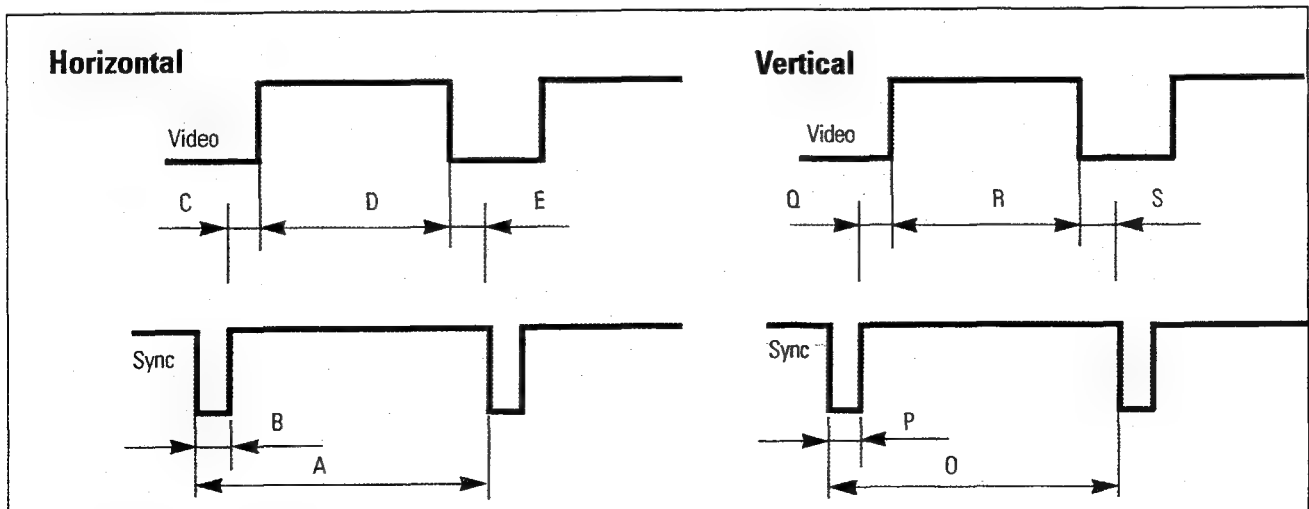 Horizontal
Video
C D E
Sync
B
A
Vertical
Video
Q R S
Sync
P
O